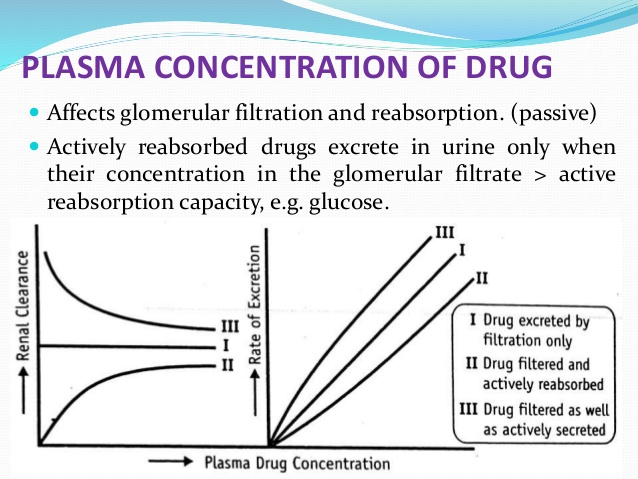 PLASMA CONCENTRATION OF DRUG
• Affects glomerular filtration and reabsorption. (passive)
• Actively reabsorbed drugs excrete in urine only when
their concentration in the glomerular filtrate > active
reabsorption capacity, e.g. glucose.
Renal Clearance
III
I
II
Rate of Excretion
III
I
II
I Drug excreted by
filtration only
II Drug filtered and
actively reabsorbed
III Drug filtered as well
as actively secreted
Plasma Drug Concentration